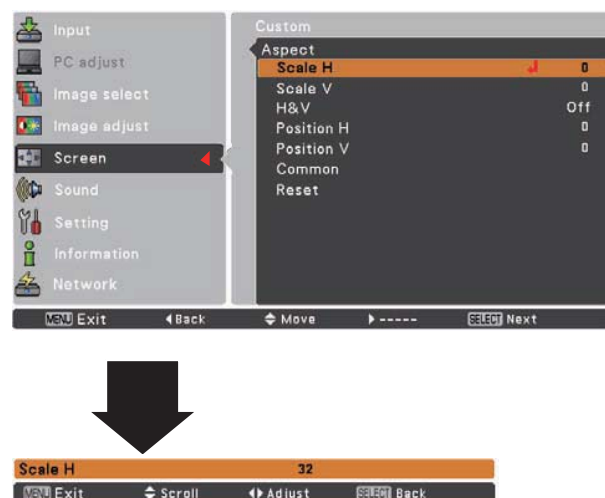 Input
PC adjust
Image select
Image adjust
Screen
Sound
Setting
Information
Network
Custom
Aspect
Scale H 0
Scale V 0
H&V Off
Position H 0
Position V 0
Common
Reset
MENU Exit Back Move ----- SELECT Next
Scale H 32
MENU Exit Scroll Adjust SELECT Back